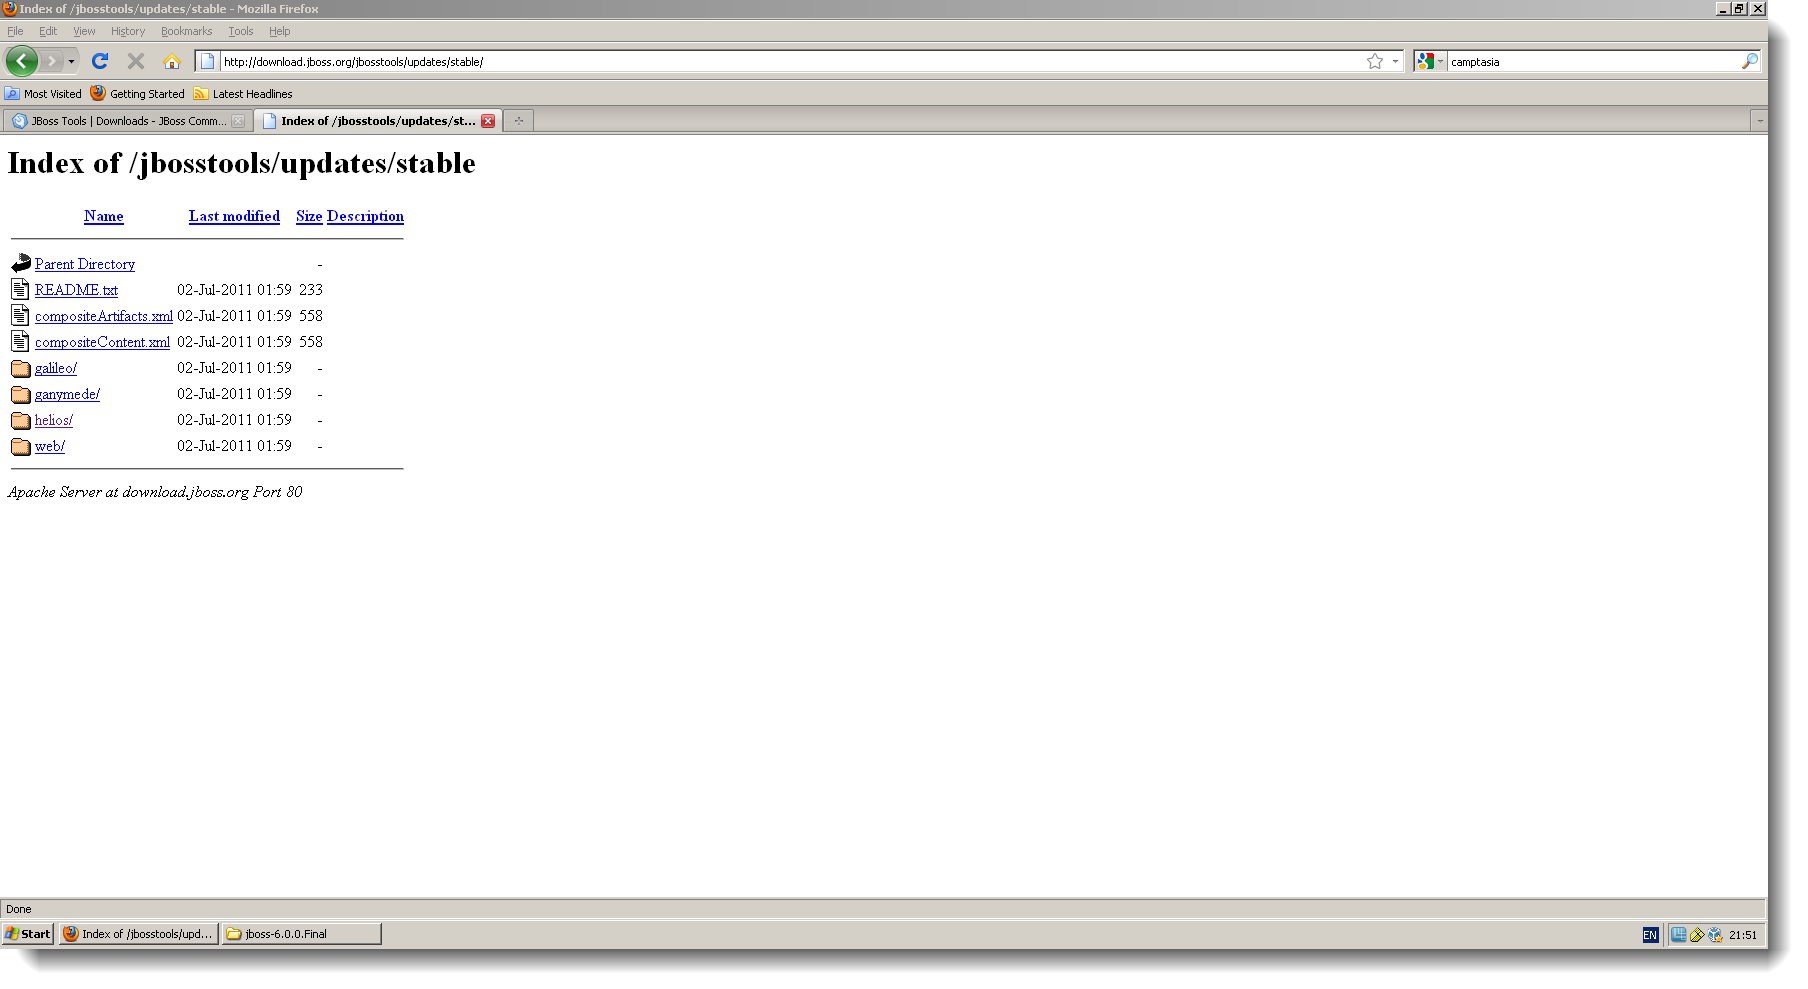 Index of /jbosstools/updates/stable - Mozilla Firefox
File Edit View History Bookmarks Tools Help
http://download.jboss.org/jbosstools/updates/stable/ camptasia
Most Visited Getting Started Latest Headlines
JBoss Tools | Downloads - JBoss Comm... Index of /jbosstools/updates/st...
Index of /jbosstools/updates/stable
Name Last modified Size Description
Parent Directory -
README.txt 02-Jul-2011 01:59 233
compositeArtifacts.xml 02-Jul-2011 01:59 558
compositeContent.xml 02-Jul-2011 01:59 558
galileo/ 02-Jul-2011 01:59 -
ganymede/ 02-Jul-2011 01:59 -
helios/ 02-Jul-2011 01:59 -
web/ 02-Jul-2011 01:59 -
Apache Server at download.jboss.org Port 80
Done
Start Index of /jbosstools/upd... jboss-6.0.0.Final EN 21:51